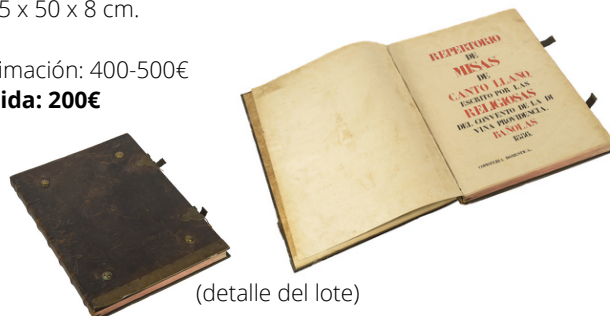 5 x 50 x 8 cm.
imación: 400-500€
ida: 200€
REPERTORIO
DE
MISAS
DE
CANTO LLANO,
ESCRITO POR LAS
RELIGIOSAS
DEL CONVENTO DE LA DI
VINA PROVIDENCIA.
BAÑOLAS
(detalle del lote)